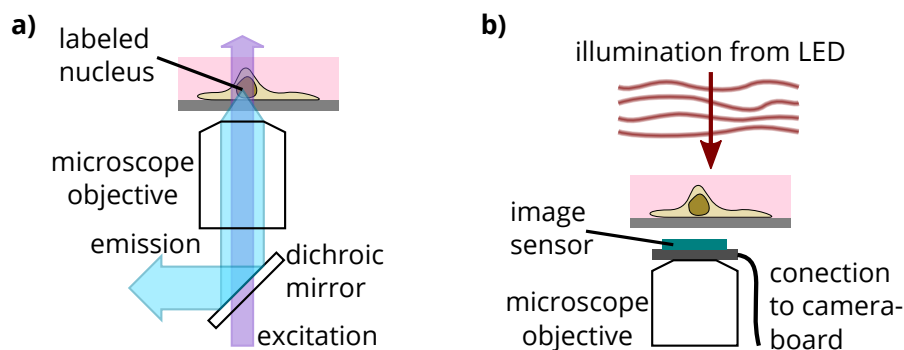 a)
labeled
nucleus
microscope
objective
emission
dichroic
mirror
excitation
b)
illumination from LED
image
sensor
microscope
objective
conection
to camera-
board